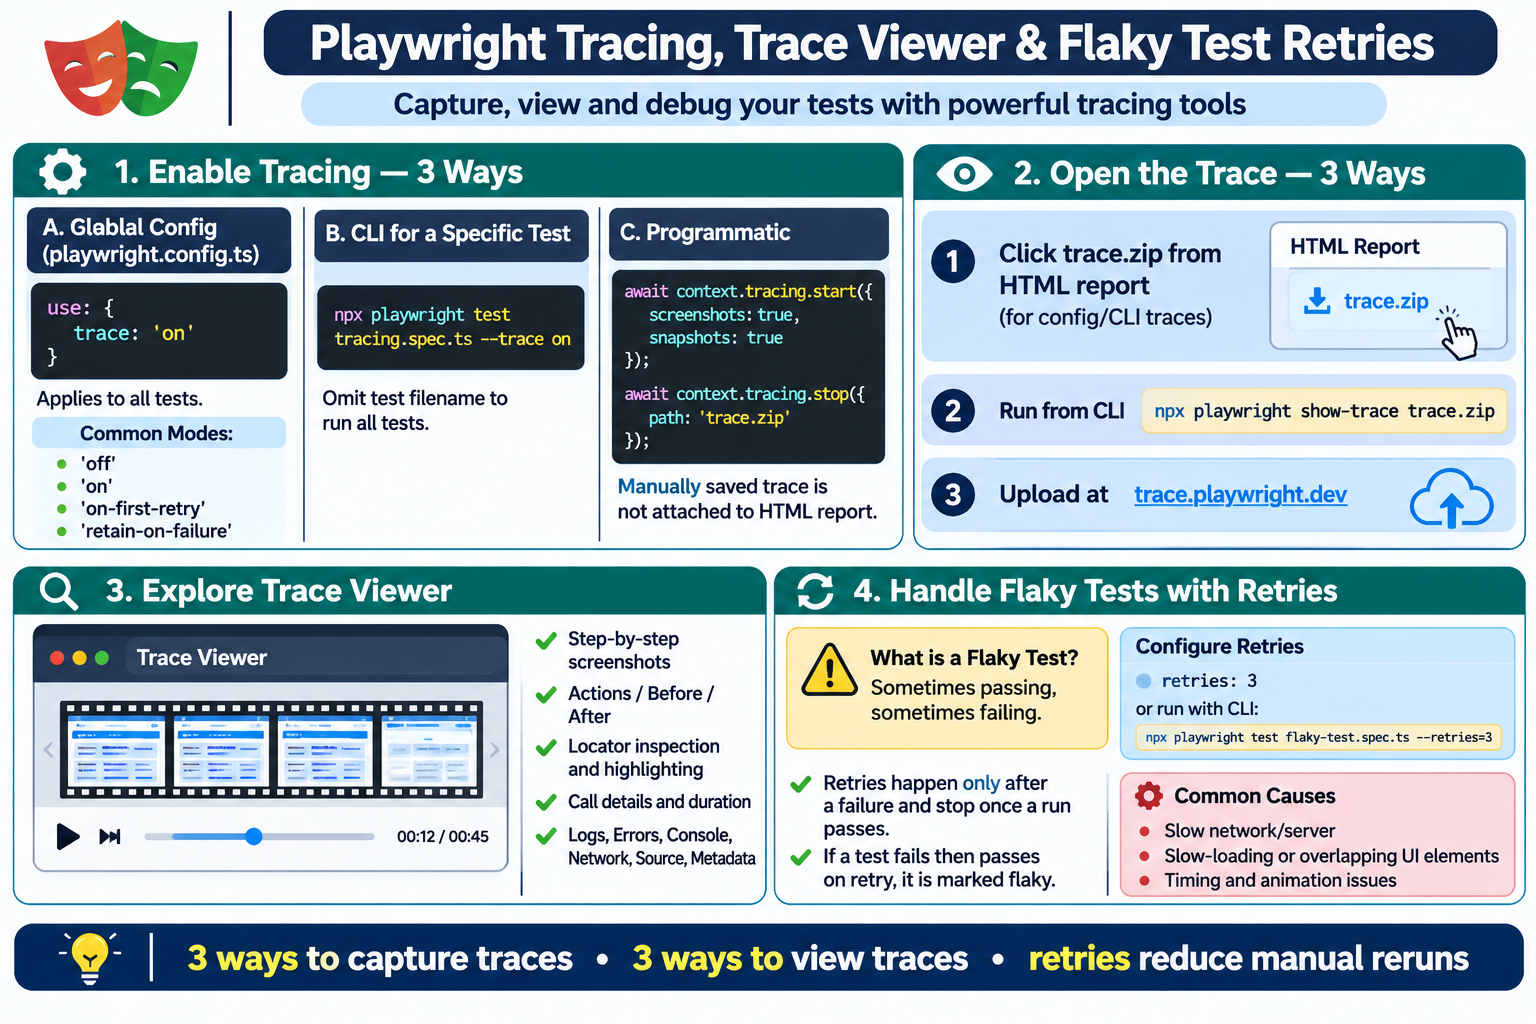 Playwright Tracing, Trace Viewer & Flaky Test Retries
Capture, view and debug your tests with powerful tracing tools
1. Enable Tracing — 3 Ways
A. Glablal Config
(playwright.config.ts)
use: {
trace: 'on'
}
Applies to all tests.
Common Modes:
'off'
'on'
'on-first-retry'
'retain-on-failure'
B. CLI for a Specific Test
npx playwright test
tracing.spec.ts --trace on
Omit test filename to
run all tests.
C. Programmatic
await context.tracing.start({
screenshots: true,
snapshots: true
});
await context.tracing.stop({
path: 'trace.zip'
});
Manually saved trace is
not attached to HTML report.
2. Open the Trace — 3 Ways
1
Click trace.zip from
HTML report
(for config/CLI traces)
HTML Report
trace.zip
2
Run from CLI
npx playwright show-trace trace.zip
3
Upload at trace.playwright.dev
3. Explore Trace Viewer
Trace Viewer
00:12 / 00:45
Step-by-step
screenshots
Actions / Before /
After
Locator inspection
and highlighting
Call details and duration
Logs, Errors, Console,
Network, Source, Metadata
4. Handle Flaky Tests with Retries
What is a Flaky Test?
Sometimes passing,
sometimes failing.
Retries happen only after
a failure and stop once a run
passes.
If a test fails then passes
on retry, it is marked flaky.
Configure Retries
retries: 3
or run with CLI:
npx playwright test flaky-test.spec.ts --retries=3
Common Causes
Slow network/server
Slow-loading or overlapping UI elements
Timing and animation issues
3 ways to capture traces • 3 ways to view traces • retries reduce manual reruns